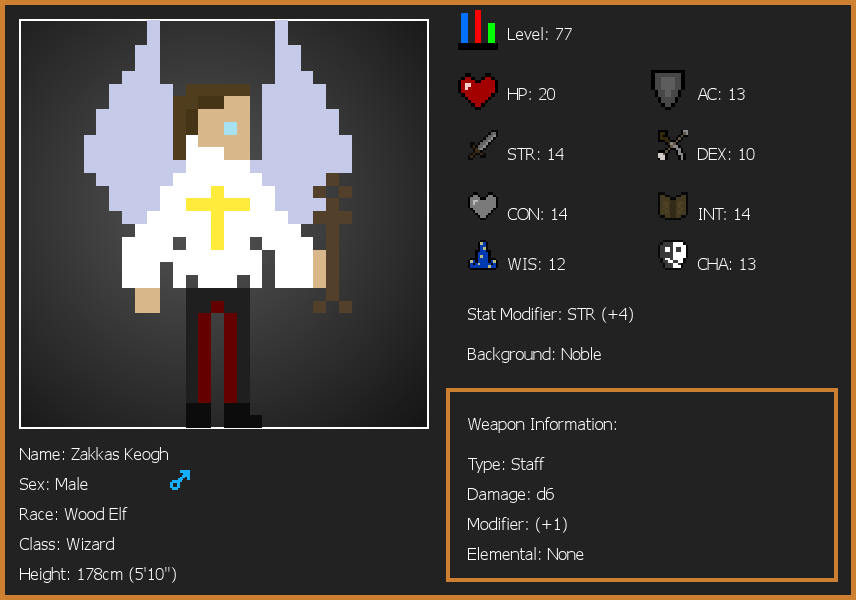 Level: 77
HP: 20
AC: 13
STR: 14
DEX: 10
CON: 14
INT: 14
WIS: 12
CHA: 13
Stat Modifier: STR (+4)
Background: Noble
Weapon Information:
Type: Staff
Damage: d6
Modifier: (+1)
Elemental: None
Name: Zakkas Keogh
Sex: Male
Race: Wood Elf
Class: Wizard
Height: 178cm (5'10")